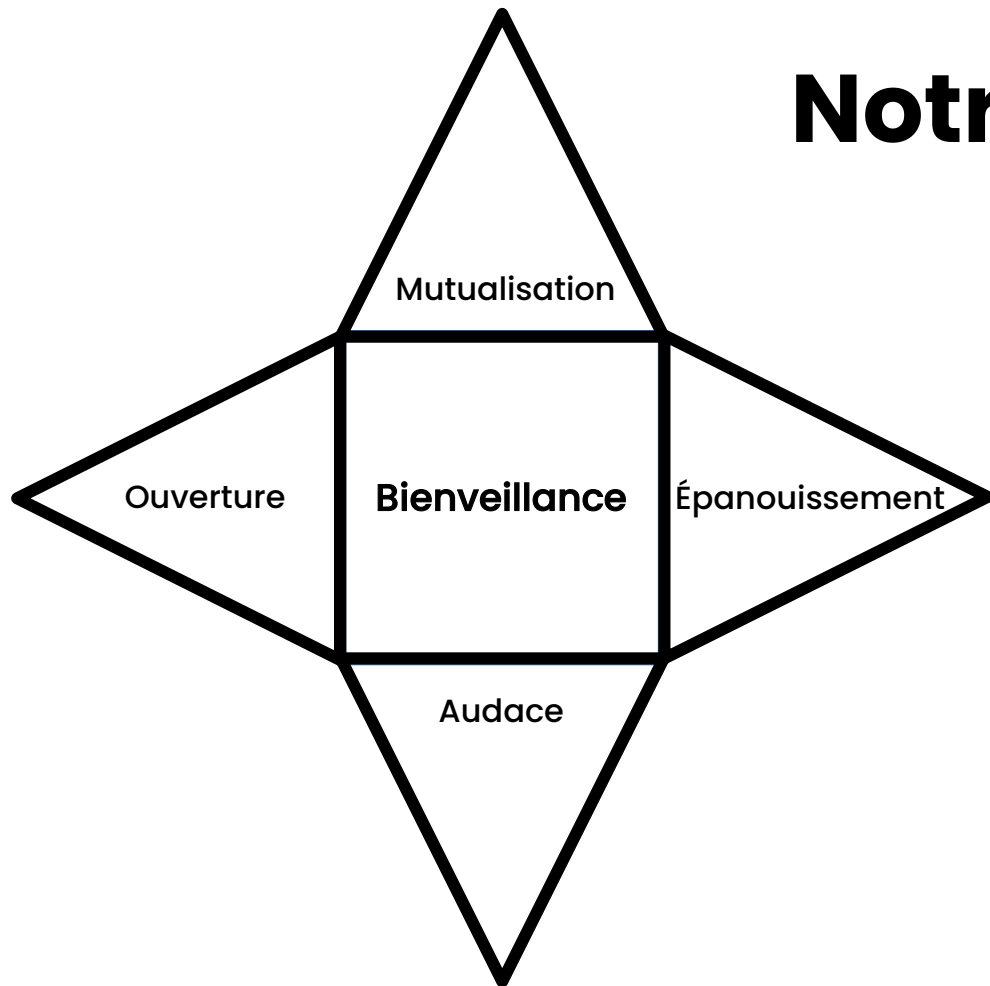 Notr
Mutualisation
Ouverture
Bienveillance
Épanouissement
Audace